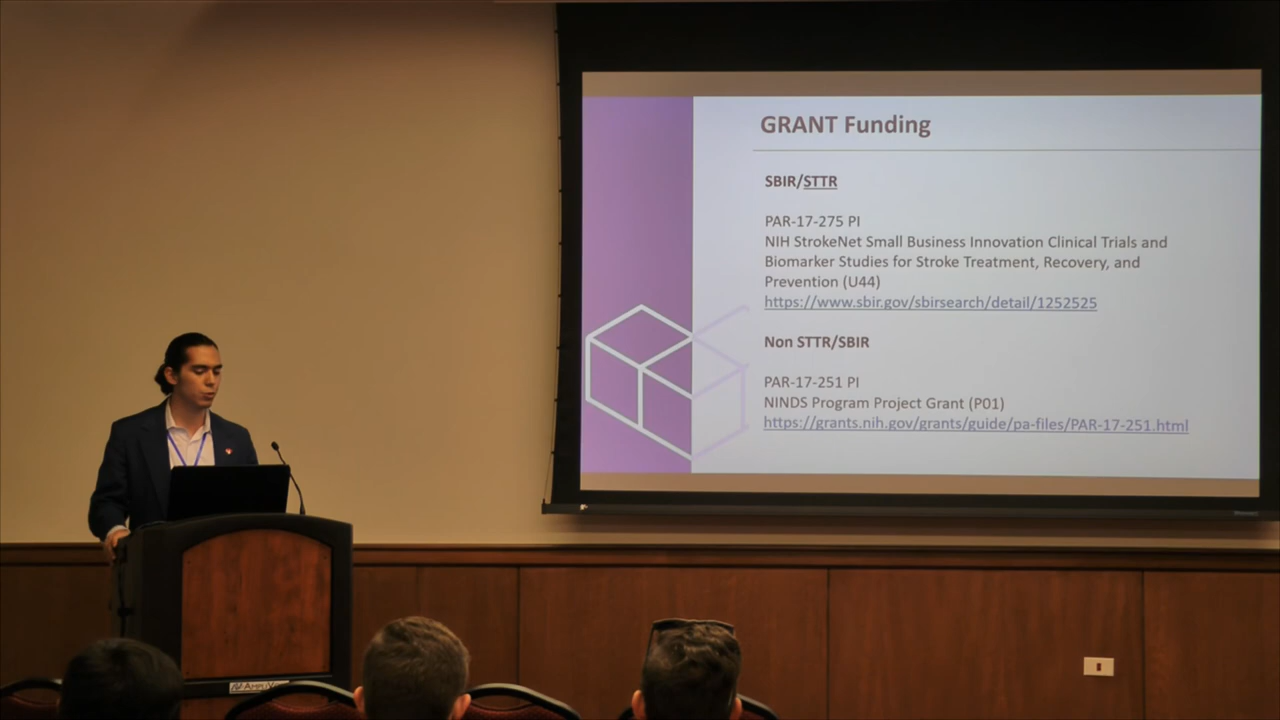 GRANT Funding
SBIR/STTR
PAR-17-275 PI
NIH StrokeNet Small Business Innovation Clinical Trials and
Biomarker Studies for Stroke Treatment, Recovery, and
Prevention (U44)
https://www.sbir.gov/sbirsearch/detail/1252525
Non STTR/SBIR
PAR-17-251 PI
NINDS Program Project Grant (P01)
https://grants.nih.gov/grants/guide/pa-files/PAR-17-251.html